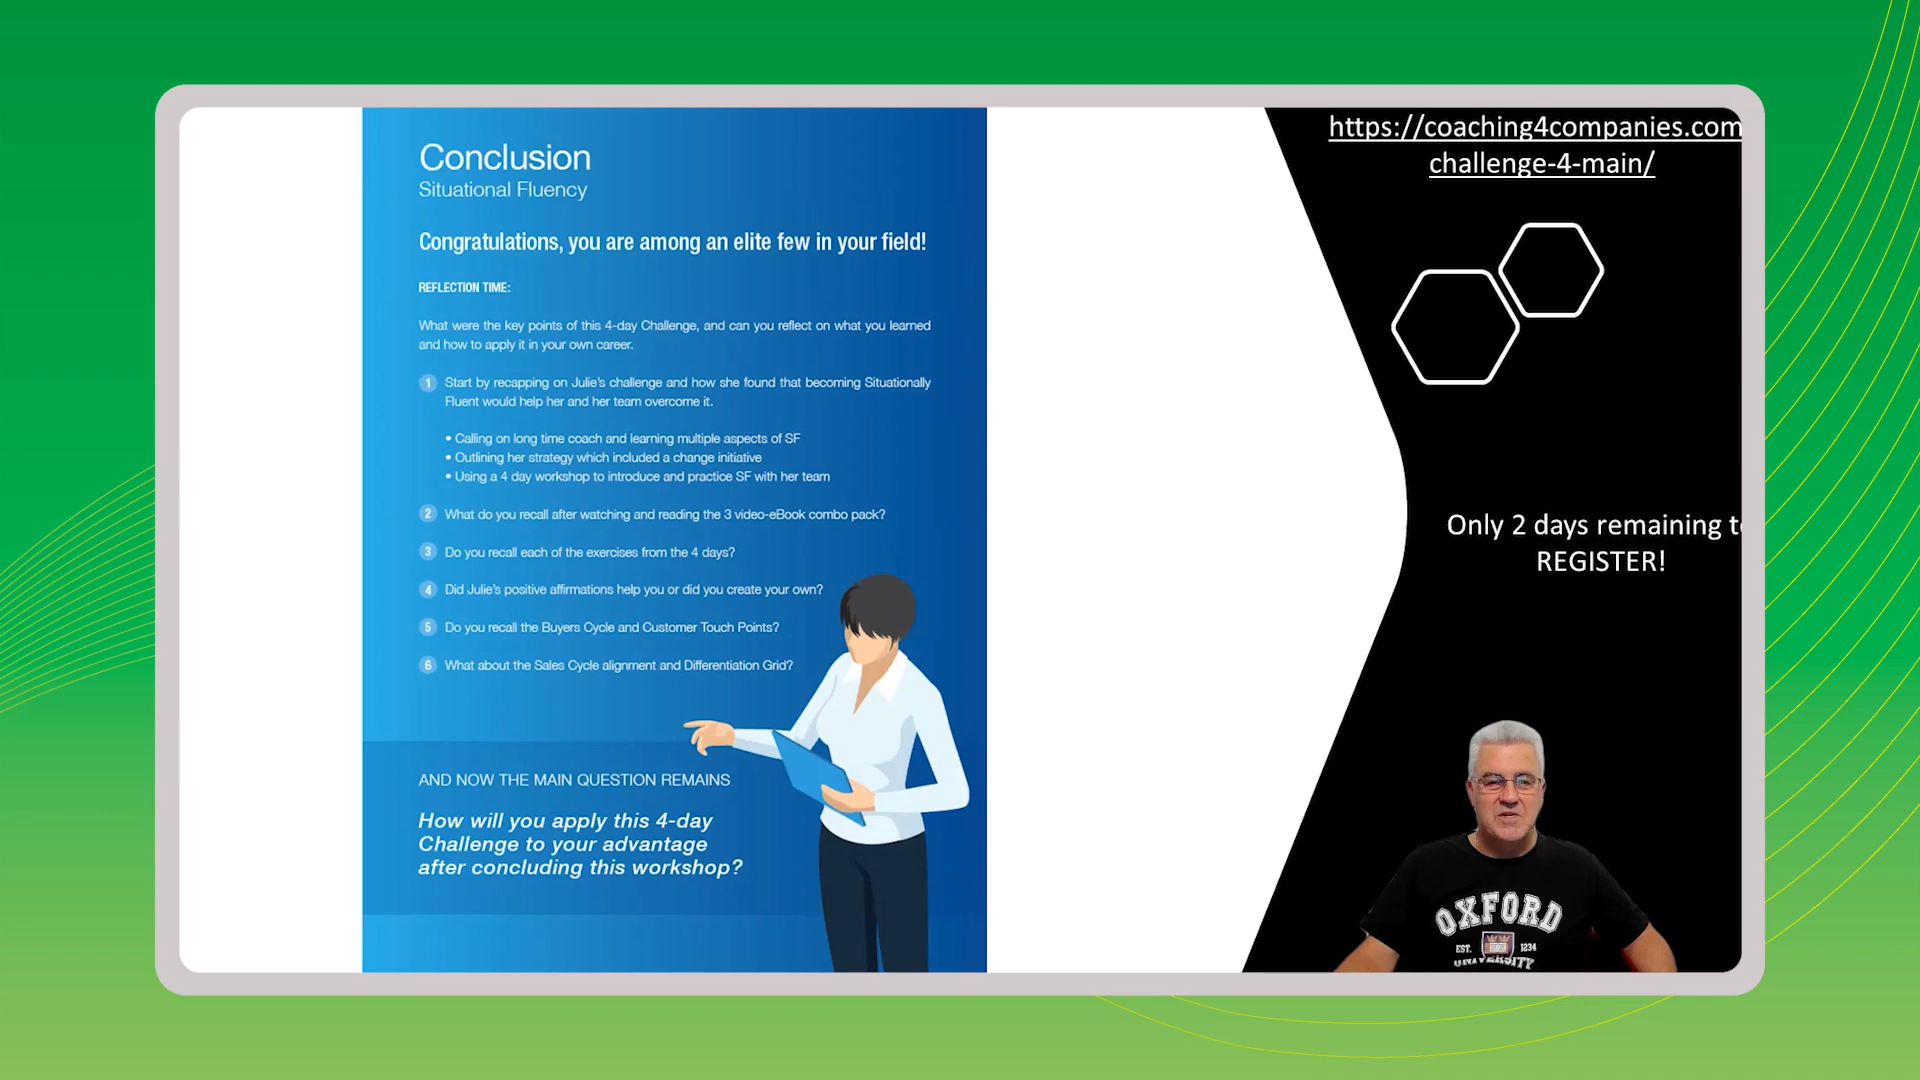 Conclusion
Situational Fluency
Congratulations, you are among an elite few in your field!
REFLECTION TIME:
What were the key points of this 4-day Challenge, and can you reflect on what you learned
and how to apply it in your own career.
1 Start by recapping on Julie's challenge and how she found that becoming Situationally
Fluent would help her and her team overcome it.
• Calling on long time coach and learning multiple aspects of SF
• Outlining her strategy which included a change initiative
• Using a 4 day workshop to introduce and practice SF with her team
2 What do you recall after watching and reading the 3 video-eBook combo pack?
3 Do you recall each of the exercises from the 4 days?
4 Did Julie's positive affirmations help you or did you create your own?
5 Do you recall the Buyers Cycle and Customer Touch Points?
6 What about the Sales Cycle alignment and Differentiation Grid?
AND NOW THE MAIN QUESTION REMAINS
How will you apply this 4-day
Challenge to your advantage
after concluding this workshop?
https://coaching4companies.com
challenge-4-main/
Only 2 days remaining
REGISTER!
OXFORD
EST. 1234
UNIVERSITY